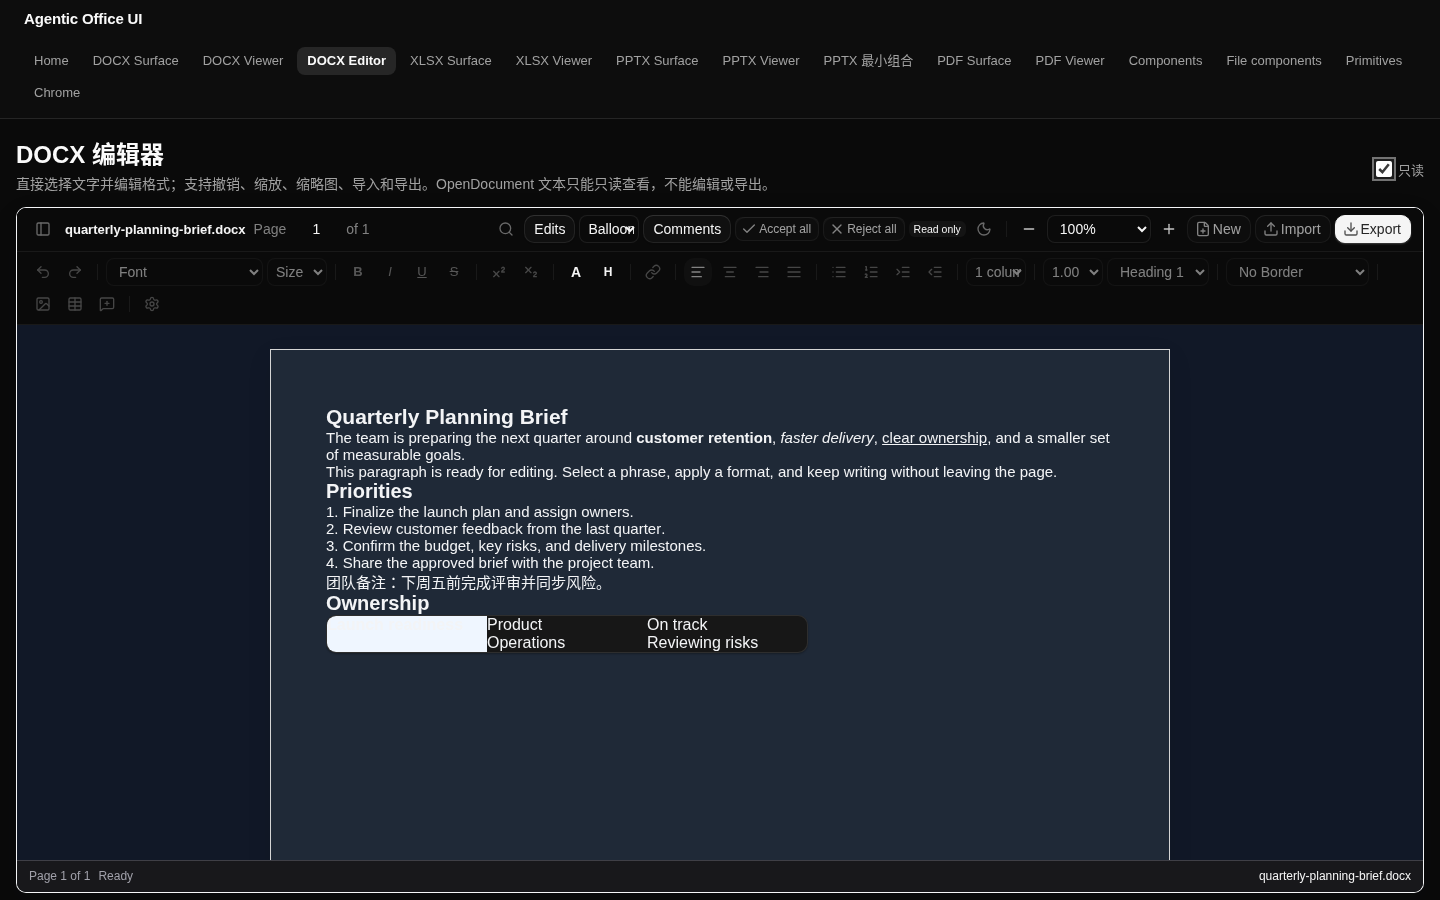 Agentic Office UI
Home DOCX Surface DOCX Viewer DOCX Editor XLSX Surface XLSX Viewer PPTX Surface PPTX Viewer PPTX 最小组合 PDF Surface PDF Viewer Components File components Primitives
Chrome
DOCX 编辑器
直接选择文字并编辑格式；支持撤销、缩放、缩略图、导入和导出。OpenDocument 文本只能只读查看，不能编辑或导出。
只读
quarterly-planning-brief.docx Page 1 of 1 Edits Balloon Comments Accept all Reject all Read only 100% New Import Export
Font Size B I U S x² x₂ A H 1 colum 1.00 Heading 1 No Border
Quarterly Planning Brief
The team is preparing the next quarter around customer retention, faster delivery, clear ownership, and a smaller set
of measurable goals.
This paragraph is ready for editing. Select a phrase, apply a format, and keep writing without leaving the page.
Priorities
1. Finalize the launch plan and assign owners.
2. Review customer feedback from the last quarter.
3. Confirm the budget, key risks, and delivery milestones.
4. Share the approved brief with the project team.
团队备注：下周五前完成评审并同步风险。
Ownership
Product On track
Operations Reviewing risks
Page 1 of 1 Ready quarterly-planning-brief.docx